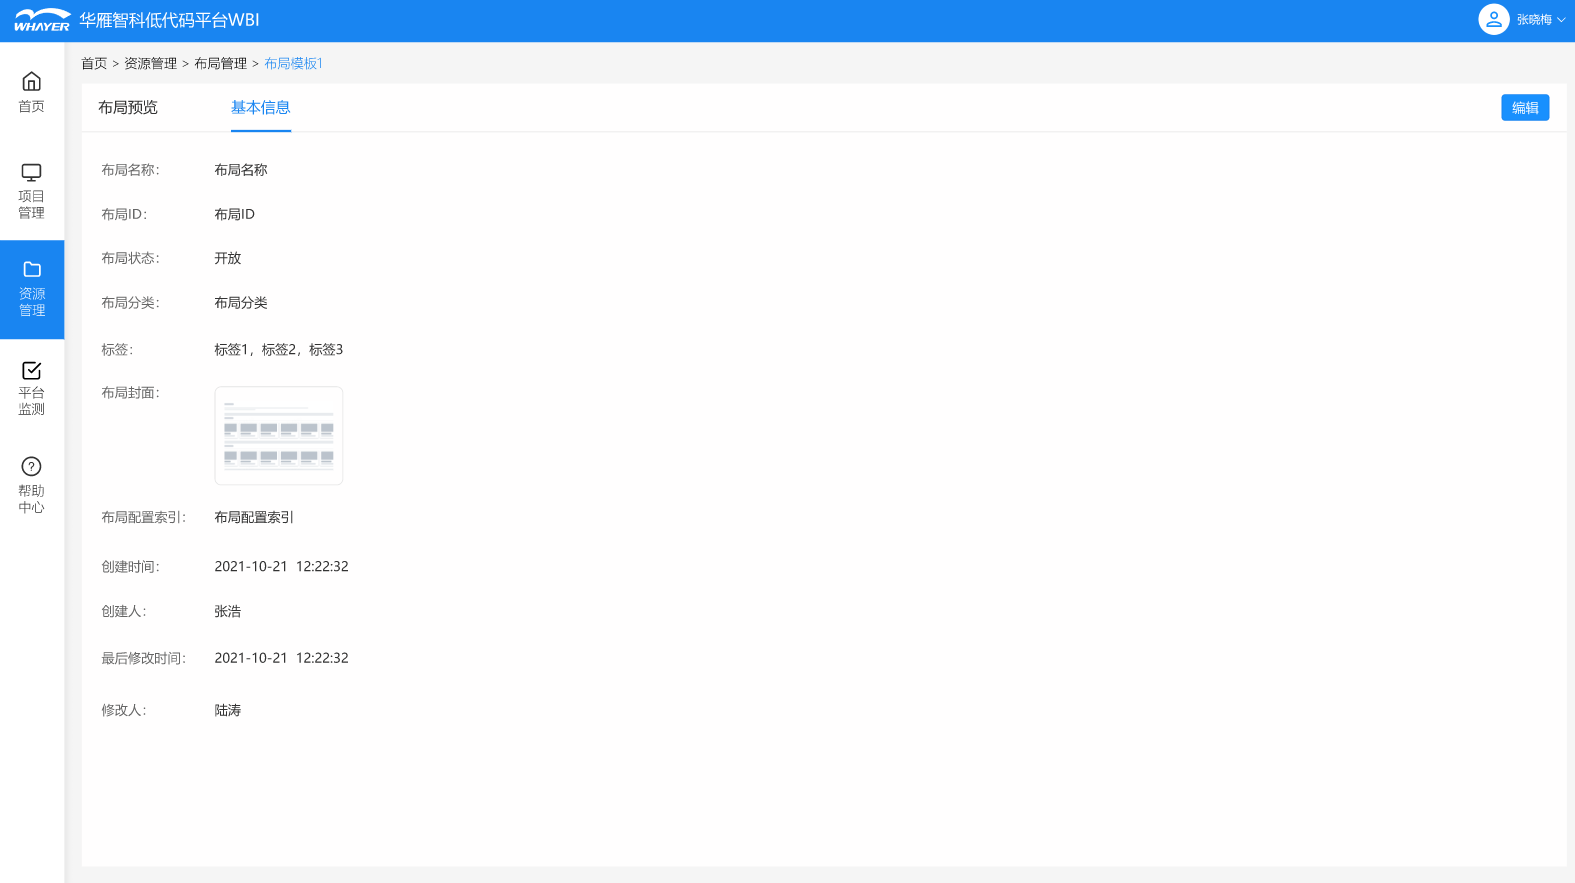 WHAYER 华雁智科低代码平台WBI
张晓梅
首页 > 资源管理 > 布局管理 > 布局模板1
首页
项目
管理
资源
管理
平台
监测
帮助
中心
布局预览 基本信息 编辑
布局名称： 布局名称
布局ID： 布局ID
布局状态： 开放
布局分类： 布局分类
标签： 标签1，标签2，标签3
布局封面：
布局配置索引： 布局配置索引
创建时间： 2021-10-21 12:22:32
创建人： 张浩
最后修改时间： 2021-10-21 12:22:32
修改人： 陆涛